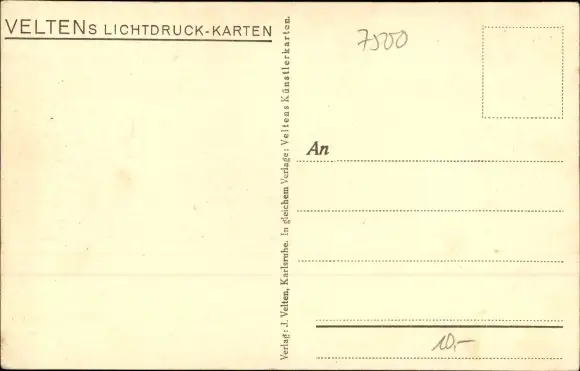 VELTENS LICHTDRUCK-KARTEN
Verlag: J. Velten, Karlsruhe. In gleichem Verlage: Veltens Künstlerkarten.
7500
An
10,-